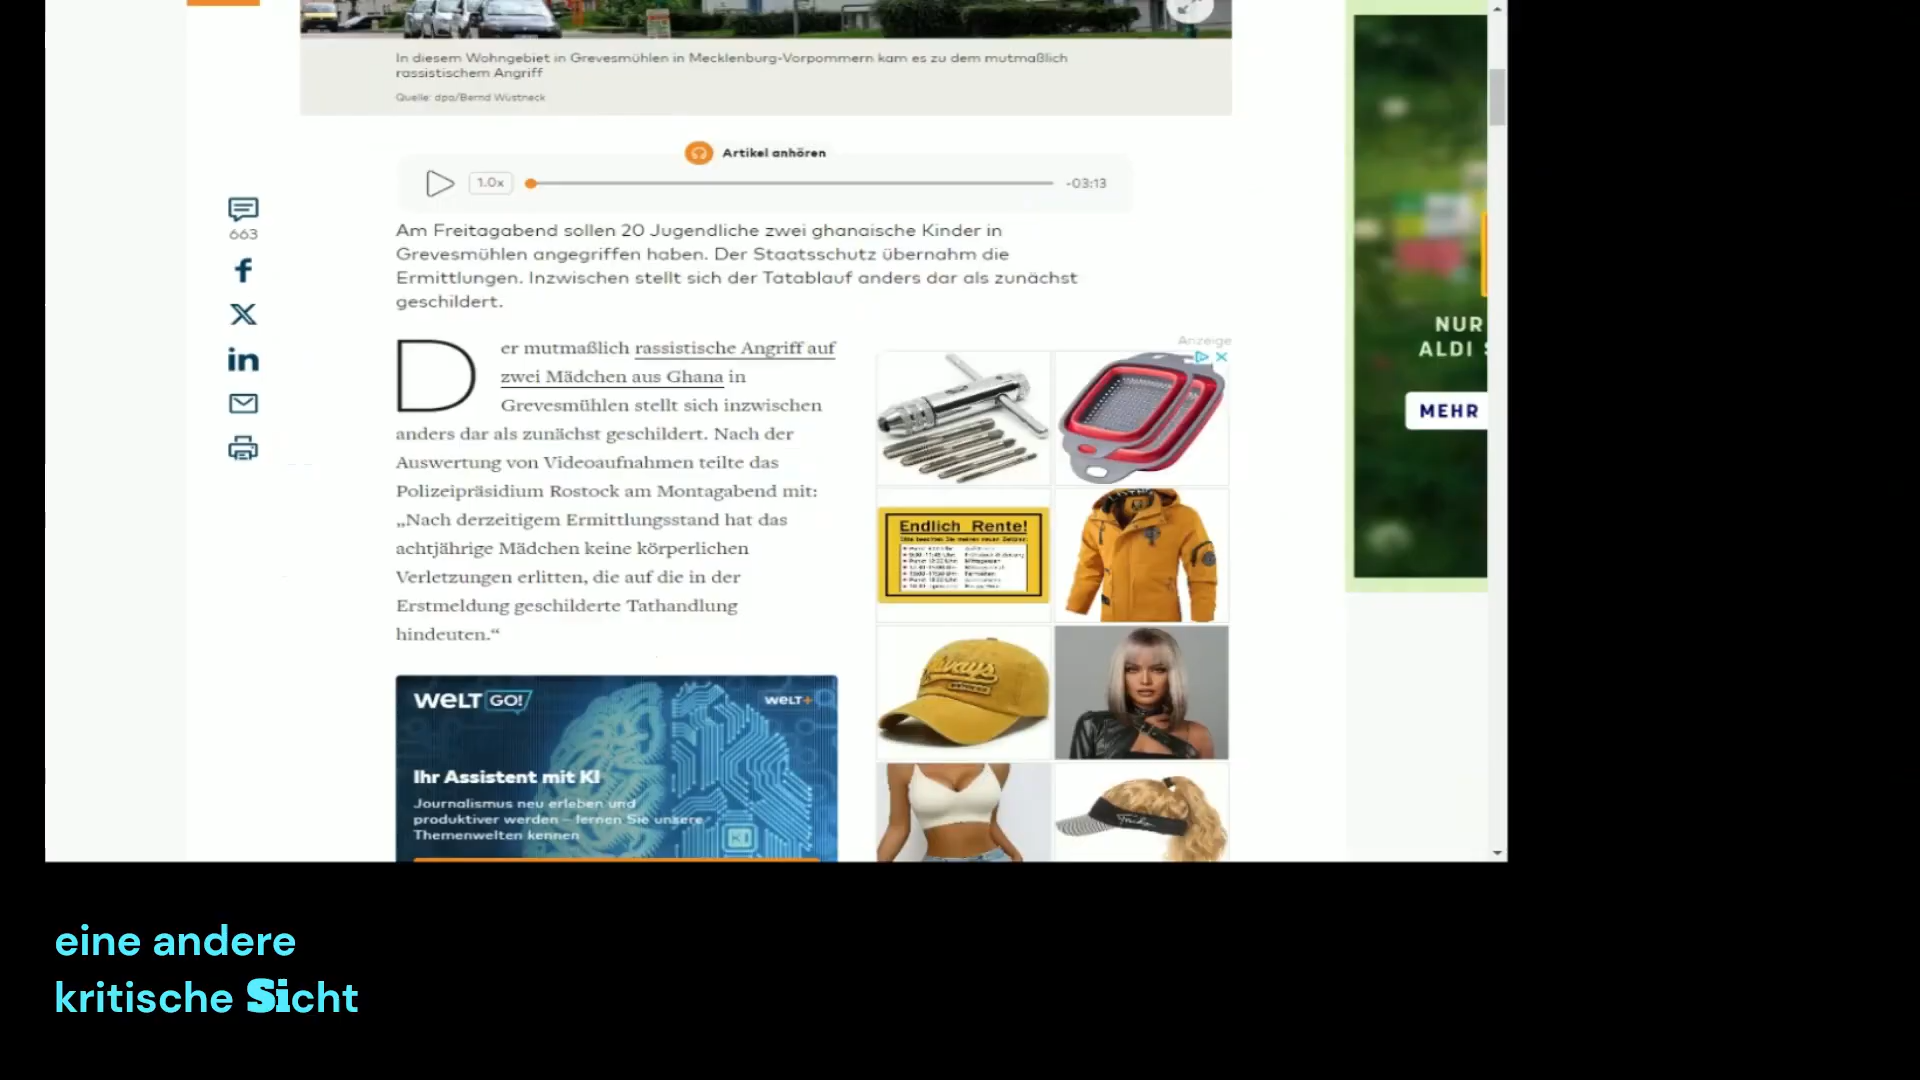 In diesem Wohngebiet in Grevesmühlen in Mecklenburg-Vorpommern kam es zu dem mutmaßlich
rassistischem Angriff
Quelle: dpa/Bernd Wüstneck
Artikel anhören
1.0x
-03:13
663
Am Freitagabend sollen 20 Jugendliche zwei ghanaische Kinder in
Grevesmühlen angegriffen haben. Der Staatsschutz übernahm die
Ermittlungen. Inzwischen stellt sich der Tatablauf anders dar als zunächst
geschildert.
Der mutmaßlich rassistische Angriff auf
zwei Mädchen aus Ghana in
Grevesmühlen stellt sich inzwischen
anders dar als zunächst geschildert. Nach der
Auswertung von Videoaufnahmen teilte das
Polizeipräsidium Rostock am Montagabend mit:
„Nach derzeitigem Ermittlungsstand hat das
achtjährige Mädchen keine körperlichen
Verletzungen erlitten, die auf die in der
Erstmeldung geschilderte Tathandlung
hindeuten.“
WELT GO!
WELT+
Ihr Assistent mit KI
Journalismus neu erleben und
produktiver werden – lernen Sie unsere
Themenwelten kennen
KI
Anzeige
Endlich Rente!
always
NUR
ALDI
MEHR
eine andere
kritische Sicht